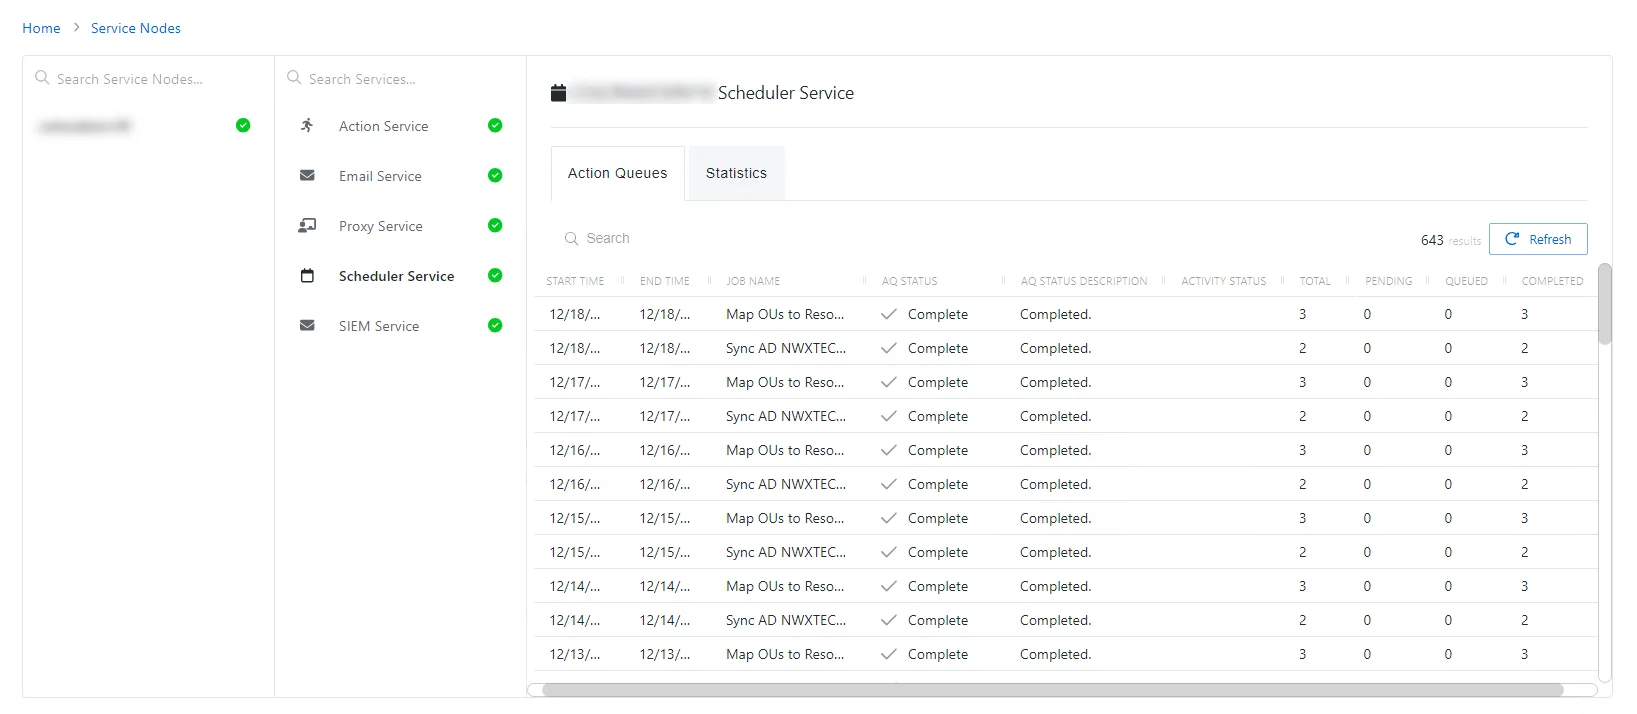 Home > Service Nodes
Search Service Nodes...
Search Services...
Action Service
Email Service
Proxy Service
Scheduler Service
SIEM Service
Scheduler Service
Action Queues Statistics
Search
643 results Refresh
START TIME END TIME JOB NAME AQ STATUS AQ STATUS DESCRIPTION ACTIVITY STATUS TOTAL PENDING QUEUED COMPLETED
12/18/... 12/18/... Map OUs to Reso... Complete Completed. 3 0 0 3
12/18/... 12/18/... Sync AD NWXTEC... Complete Completed. 2 0 0 2
12/17/... 12/17/... Map OUs to Reso... Complete Completed. 3 0 0 3
12/17/... 12/17/... Sync AD NWXTEC... Complete Completed. 2 0 0 2
12/16/... 12/16/... Map OUs to Reso... Complete Completed. 3 0 0 3
12/16/... 12/16/... Sync AD NWXTEC... Complete Completed. 2 0 0 2
12/15/... 12/15/... Map OUs to Reso... Complete Completed. 3 0 0 3
12/15/... 12/15/... Sync AD NWXTEC... Complete Completed. 2 0 0 2
12/14/... 12/14/... Map OUs to Reso... Complete Completed. 3 0 0 3
12/14/... 12/14/... Sync AD NWXTEC... Complete Completed. 2 0 0 2
12/13/... 12/13/... Map OUs to Reso... Complete Completed. 3 0 0 3